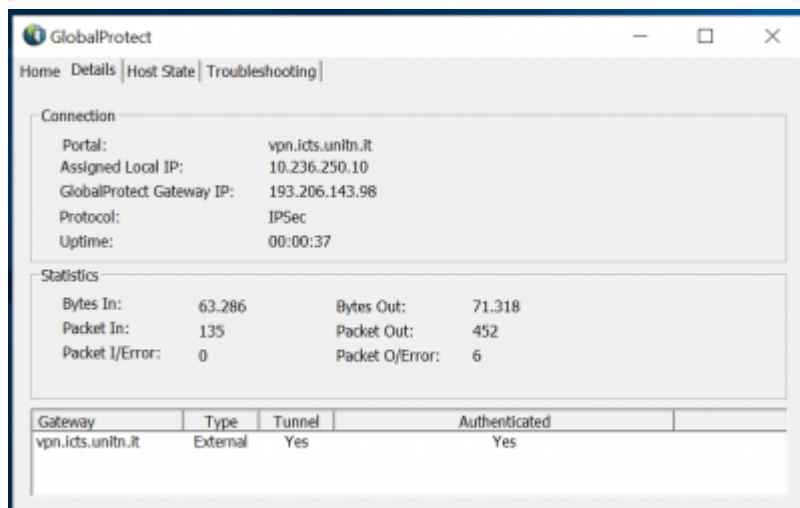 GlobalProtect
Home Details Host State Troubleshooting
Connection
Portal: vpn.icts.unitn.it
Assigned Local IP: 10.236.250.10
GlobalProtect Gateway IP: 193.206.143.98
Protocol: IPSec
Uptime: 00:00:37
Statistics
Bytes In: 63.286 Bytes Out: 71.318
Packet In: 135 Packet Out: 452
Packet I/Error: 0 Packet O/Error: 6
Gateway Type Tunnel Authenticated
vpn.icts.unitn.it External Yes Yes